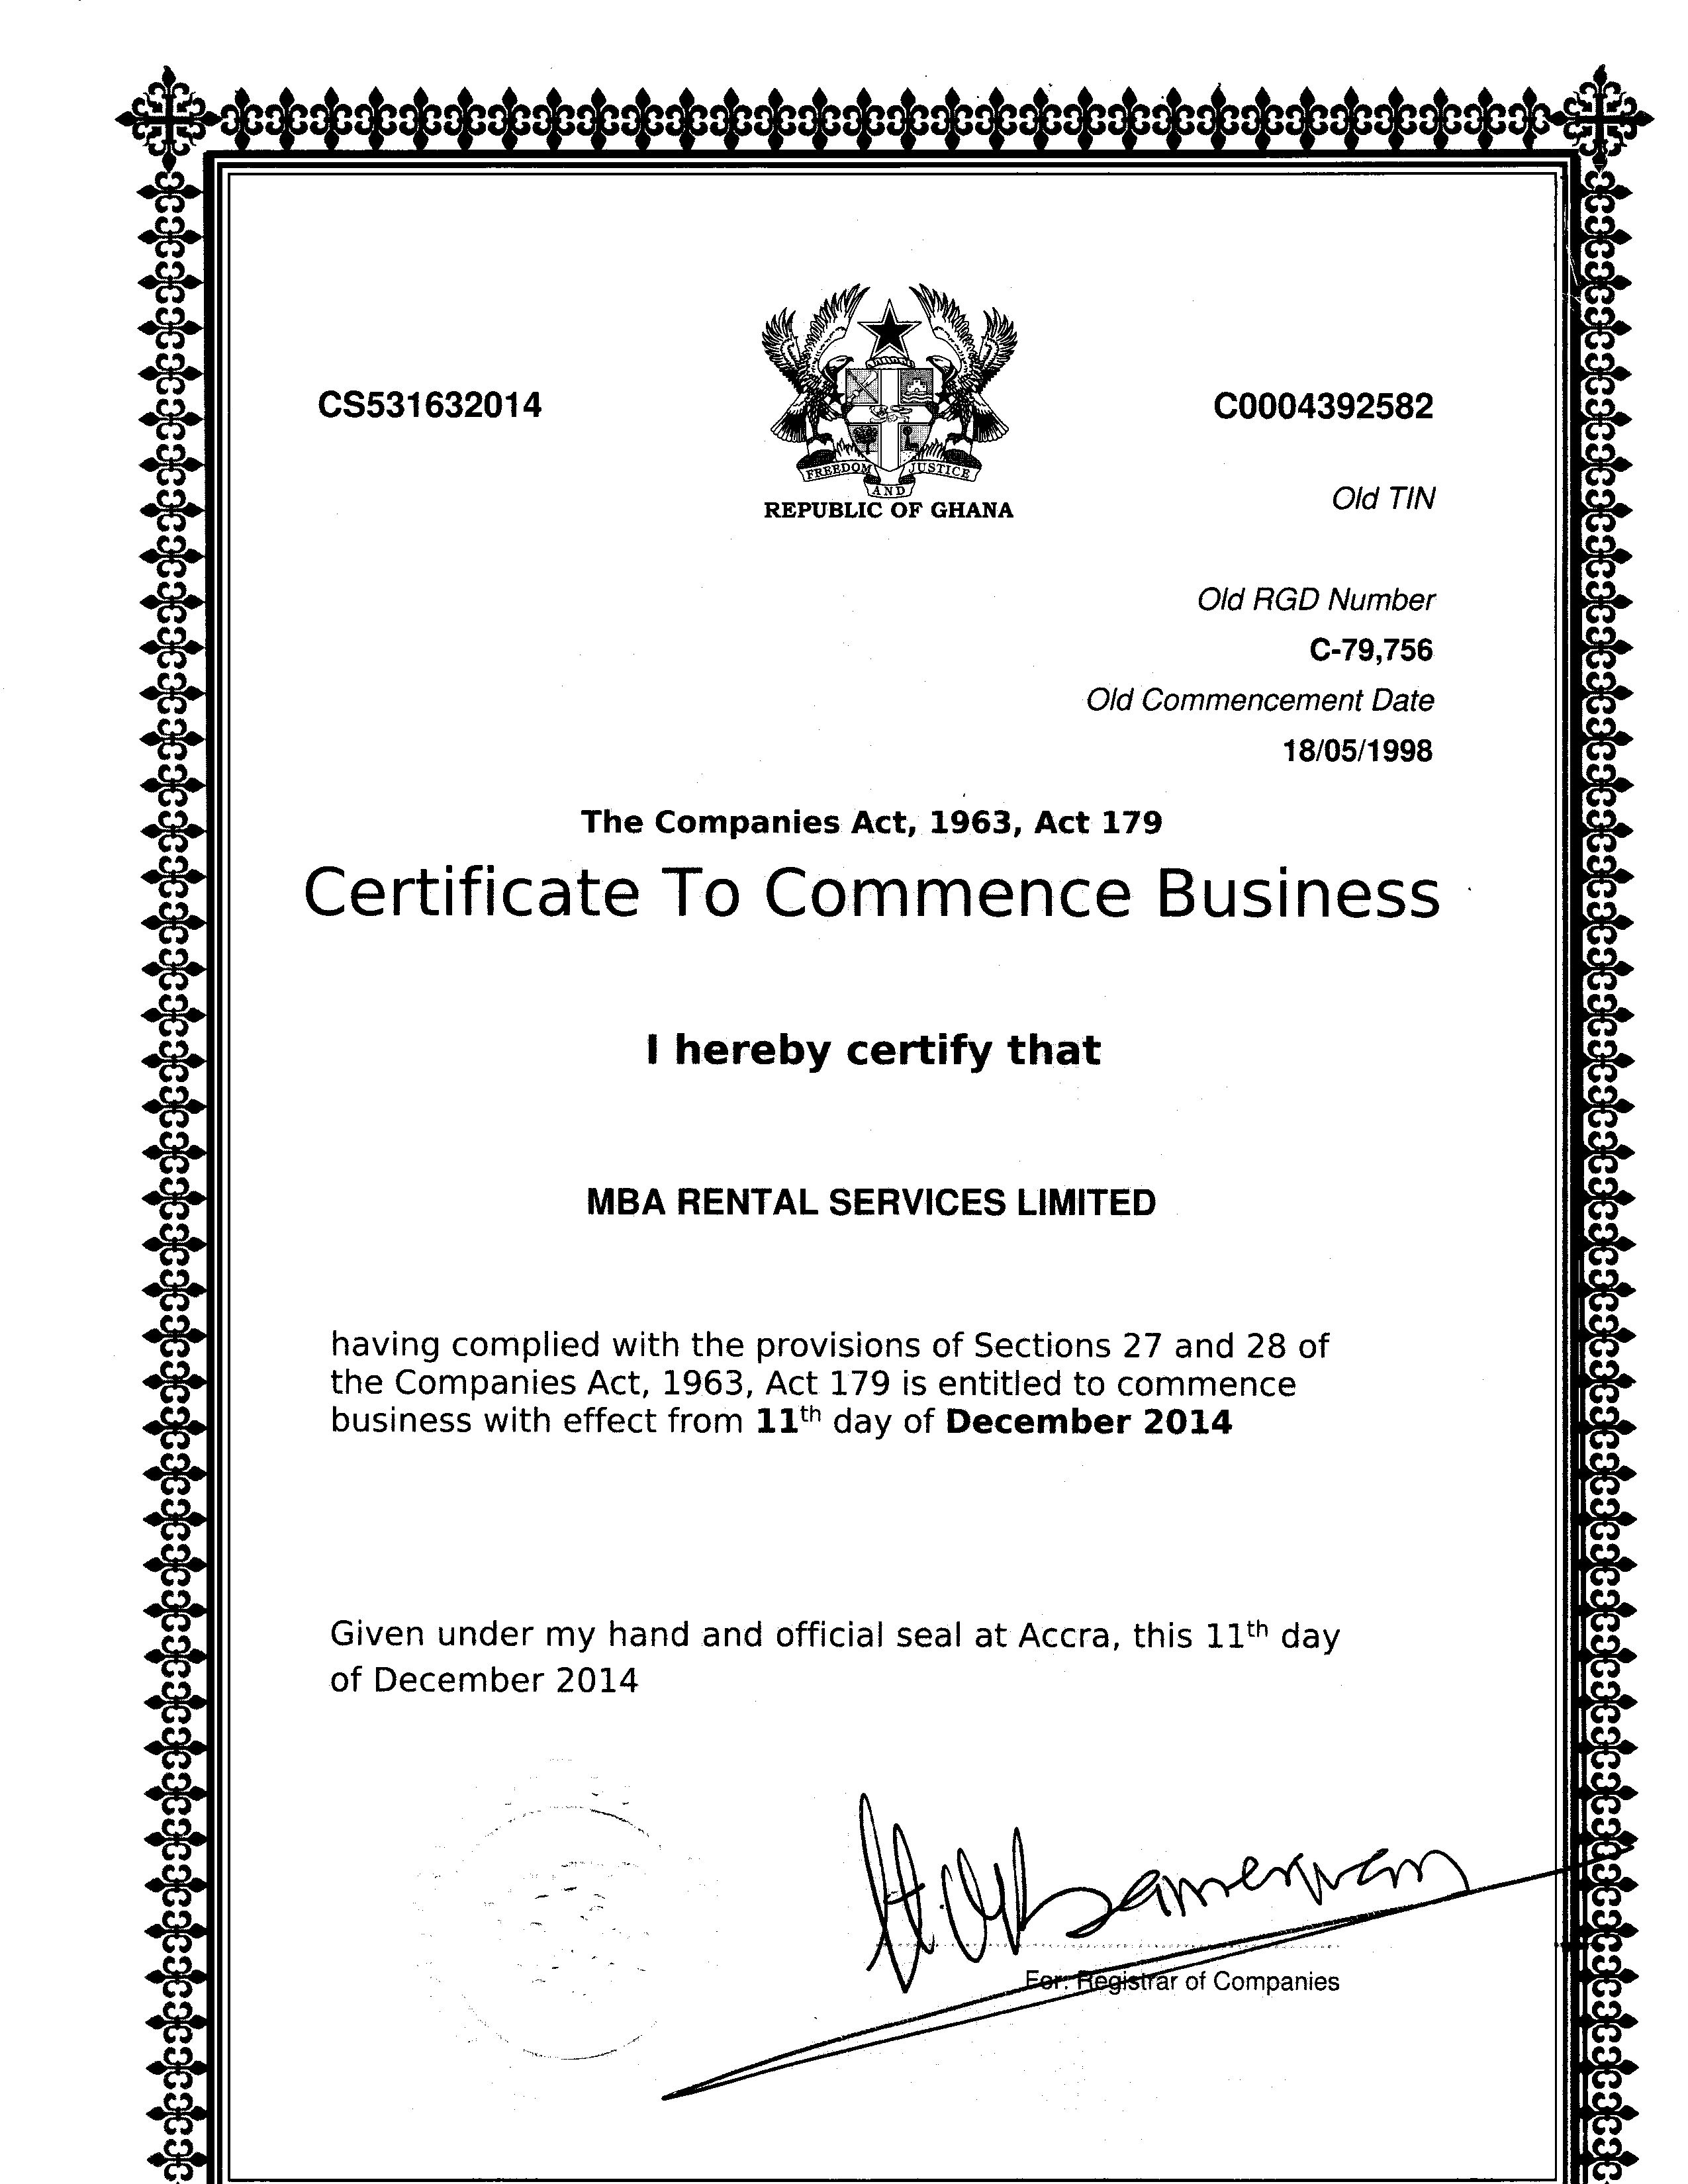 CS531632014
FREEDOM AND JUSTICE
REPUBLIC OF GHANA
C0004392582
Old TIN
Old RGD Number
C-79,756
Old Commencement Date
18/05/1998
The Companies Act, 1963, Act 179
Certificate To Commence Business
I hereby certify that
MBA RENTAL SERVICES LIMITED
having complied with the provisions of Sections 27 and 28 of
the Companies Act, 1963, Act 179 is entitled to commence
business with effect from 11th day of December 2014
Given under my hand and official seal at Accra, this 11th day
of December 2014
For: Registrar of Companies